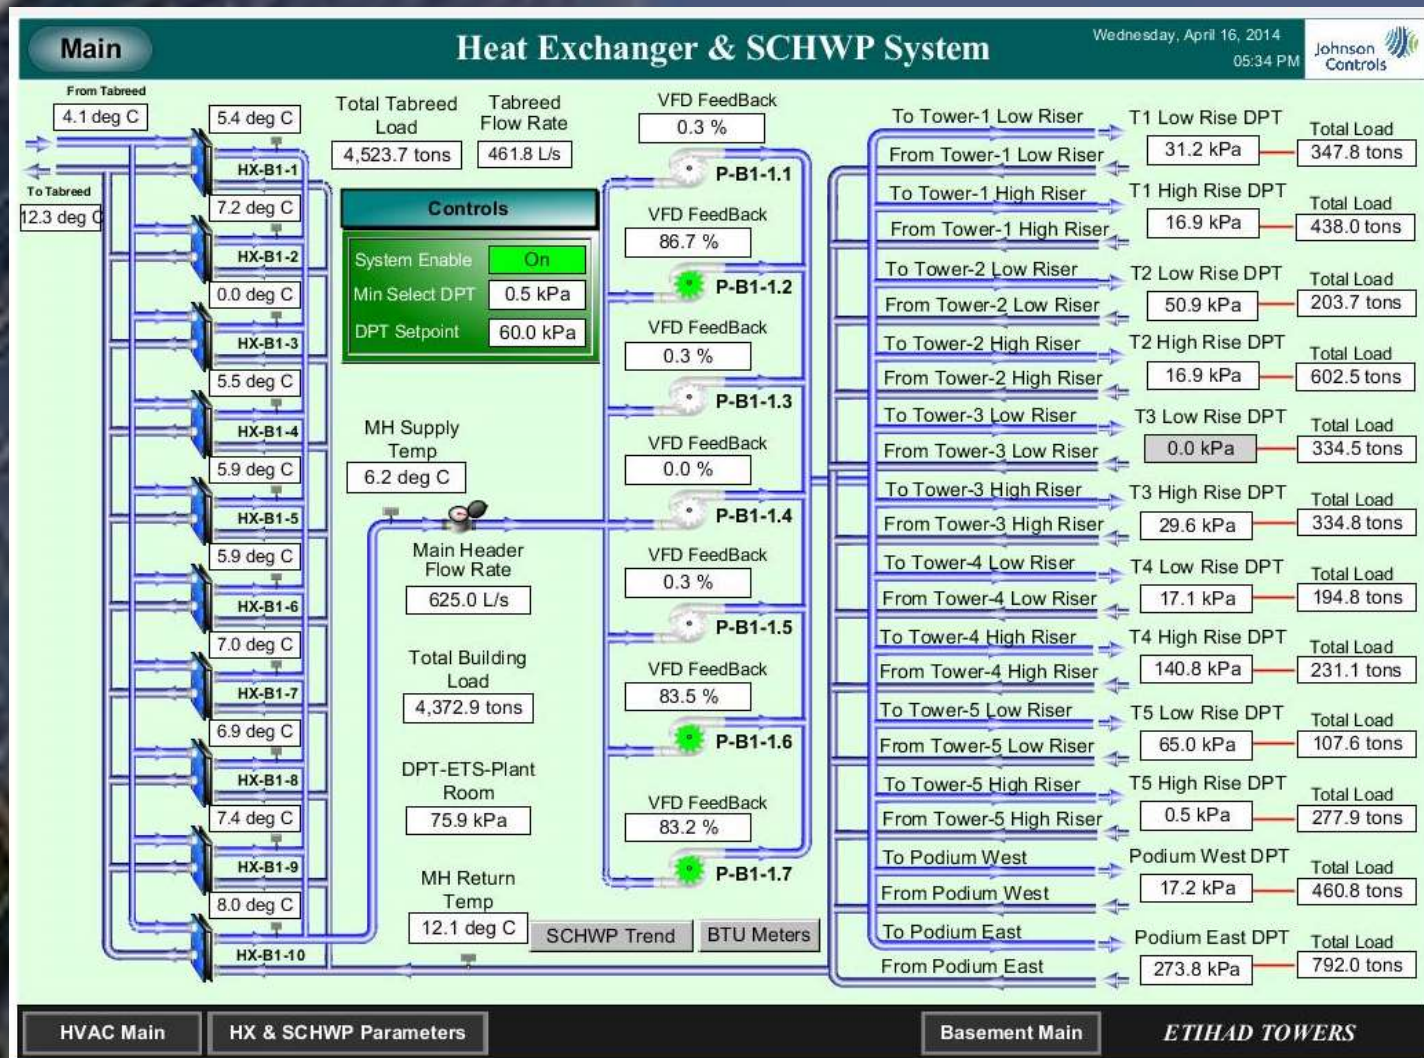 Main
Heat Exchanger & SCHWP System
Wednesday, April 16, 2014
05:34 PM
Johnson
Controls
From Tabreed
4.1 deg C
To Tabreed
12.3 deg C
5.4 deg C
HX-B1-1
7.2 deg C
HX-B1-2
0.0 deg C
HX-B1-3
5.5 deg C
HX-B1-4
5.9 deg C
HX-B1-5
5.9 deg C
HX-B1-6
7.0 deg C
HX-B1-7
6.9 deg C
HX-B1-8
7.4 deg C
HX-B1-9
8.0 deg C
HX-B1-10
Total Tabreed
Load
4,523.7 tons
Tabreed
Flow Rate
461.8 L/s
Controls
System Enable On
Min Select DPT 0.5 kPa
DPT Setpoint 60.0 kPa
MH Supply
Temp
6.2 deg C
Main Header
Flow Rate
625.0 L/s
Total Building
Load
4,372.9 tons
DPT-ETS-Plant
Room
75.9 kPa
MH Return
Temp
12.1 deg C
SCHWP Trend
BTU Meters
VFD FeedBack
0.3 %
P-B1-1.1
VFD FeedBack
86.7 %
P-B1-1.2
VFD FeedBack
0.3 %
P-B1-1.3
VFD FeedBack
0.0 %
P-B1-1.4
VFD FeedBack
0.3 %
P-B1-1.5
VFD FeedBack
83.5 %
P-B1-1.6
VFD FeedBack
83.2 %
P-B1-1.7
To Tower-1 Low Riser
From Tower-1 Low Riser
T1 Low Rise DPT
31.2 kPa
Total Load
347.8 tons
To Tower-1 High Riser
From Tower-1 High Riser
T1 High Rise DPT
16.9 kPa
Total Load
438.0 tons
To Tower-2 Low Riser
From Tower-2 Low Riser
T2 Low Rise DPT
50.9 kPa
Total Load
203.7 tons
To Tower-2 High Riser
From Tower-2 High Riser
T2 High Rise DPT
16.9 kPa
Total Load
602.5 tons
To Tower-3 Low Riser
From Tower-3 Low Riser
T3 Low Rise DPT
0.0 kPa
Total Load
334.5 tons
To Tower-3 High Riser
From Tower-3 High Riser
T3 High Rise DPT
29.6 kPa
Total Load
334.8 tons
To Tower-4 Low Riser
From Tower-4 Low Riser
T4 Low Rise DPT
17.1 kPa
Total Load
194.8 tons
To Tower-4 High Riser
From Tower-4 High Riser
T4 High Rise DPT
140.8 kPa
Total Load
231.1 tons
To Tower-5 Low Riser
From Tower-5 Low Riser
T5 Low Rise DPT
65.0 kPa
Total Load
107.6 tons
To Tower-5 High Riser
From Tower-5 High Riser
T5 High Rise DPT
0.5 kPa
Total Load
277.9 tons
To Podium West
From Podium West
Podium West DPT
17.2 kPa
Total Load
460.8 tons
To Podium East
From Podium East
Podium East DPT
273.8 kPa
Total Load
792.0 tons
HVAC Main
HX & SCHWP Parameters
Basement Main
ETIHAD TOWERS